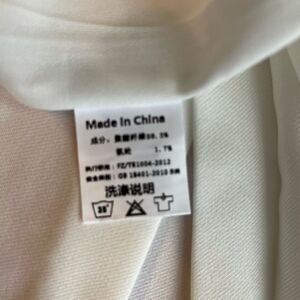 Made In China
成分: 聚酯纤维98.3%
氨纶 1.7%
执行标准: FZ/T81004-2012
安全类别: GB 18401-2010 B类
洗涤说明
30°